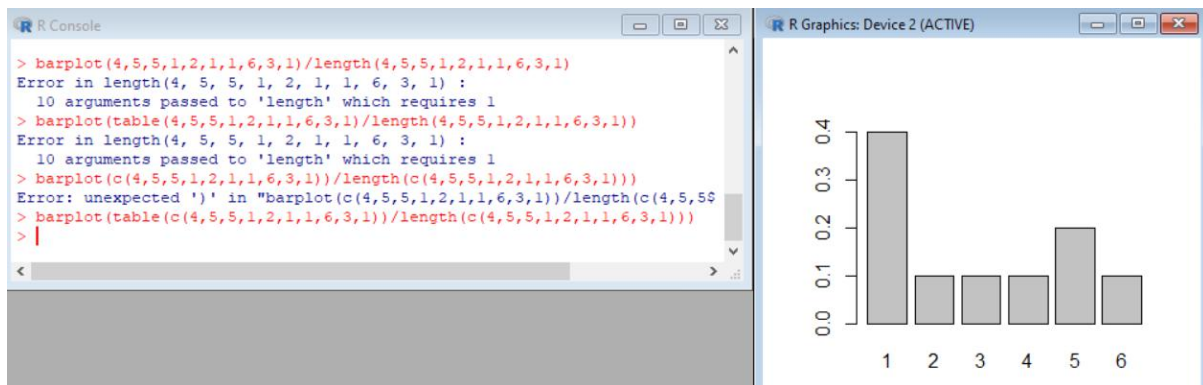 R Console
> barplot(4,5,5,1,2,1,1,6,3,1)/length(4,5,5,1,2,1,1,6,3,1)
Error in length(4, 5, 5, 1, 2, 1, 1, 6, 3, 1) :
  10 arguments passed to 'length' which requires 1
> barplot(table(4,5,5,1,2,1,1,6,3,1)/length(4,5,5,1,2,1,1,6,3,1))
Error in length(4, 5, 5, 1, 2, 1, 1, 6, 3, 1) :
  10 arguments passed to 'length' which requires 1
> barplot(c(4,5,5,1,2,1,1,6,3,1))/length(c(4,5,5,1,2,1,1,6,3,1)))
Error: unexpected ')' in "barplot(c(4,5,5,1,2,1,1,6,3,1))/length(c(4,5,5$
> barplot(table(c(4,5,5,1,2,1,1,6,3,1))/length(c(4,5,5,1,2,1,1,6,3,1)))
>
R Graphics: Device 2 (ACTIVE)
0.4
0.3
0.2
0.1
0.0
1 2 3 4 5 6